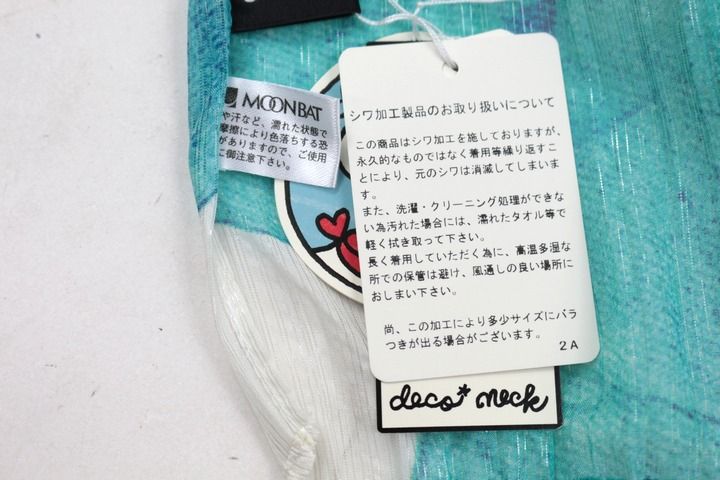 MOONBAT
や汗など、濡れた状態で
摩擦により色落ちする恐
がありますので、ご使用
ご注意下さい。
シワ加工製品のお取り扱いについて
この商品はシワ加工を施しておりますが、
永久的なものではなく着用等繰り返すこ
とにより、元のシワは消滅してしまいま
す。
また、洗濯・クリーニング処理ができな
い為汚れた場合には、濡れたタオル等で
軽く拭き取って下さい。
長く着用していただく為に、高温多湿な
所での保管は避け、風通しの良い場所に
おしまい下さい。
尚、この加工により多少サイズにバラ
つきが出る場合がございます。
2A
deco*neck